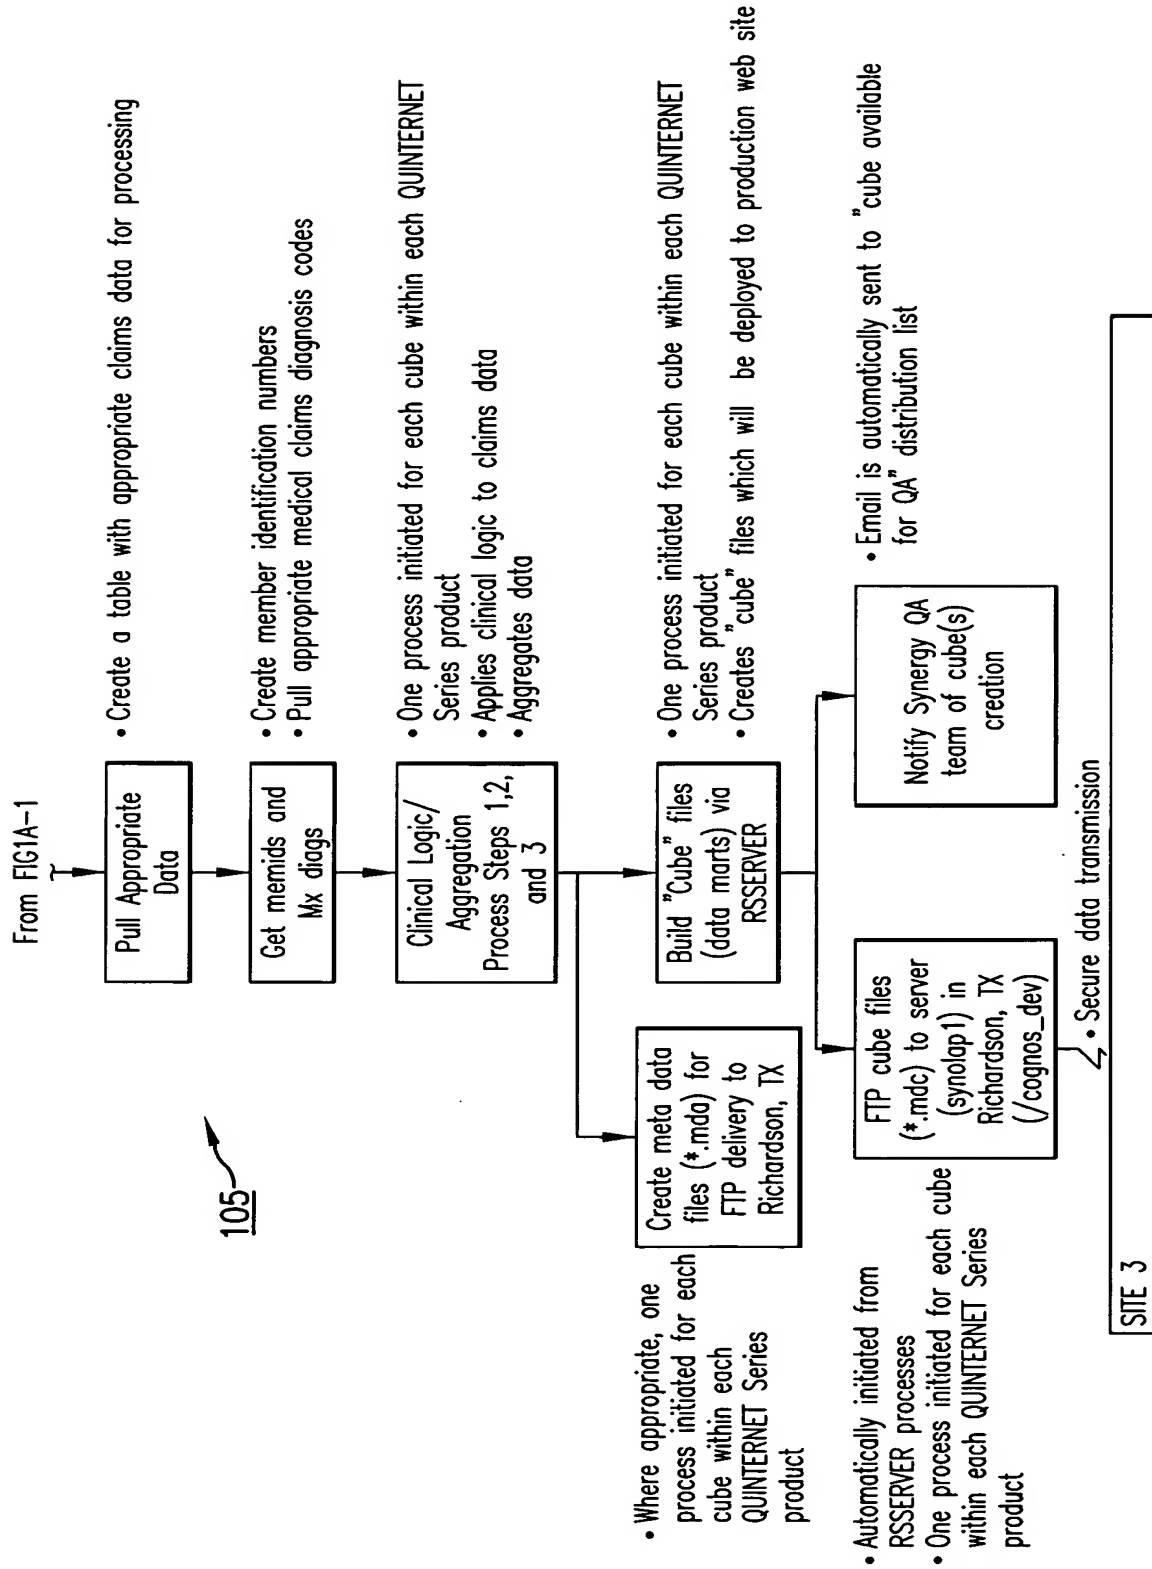 From FIG1A-1
Pull Appropriate
Data
• Create a table with appropriate claims data for processing
Get memids and
Mx diags
• Create member identification numbers
• Pull appropriate medical claims diagnosis codes
Clinical Logic/
Aggregation
Process Steps 1,2,
and 3
• One process initiated for each cube within each QUINTERNET
Series product
• Applies clinical logic to claims data
• Aggregates data
105
• Where appropriate, one
process initiated for each
cube within each
QUINTERNET Series
product
Create meta data
files (*.mda) for
FTP delivery to
Richardson, TX
Build "Cube" files
(data marts) via
RSSERVER
• One process initiated for each cube within each QUINTERNET
Series product
• Creates "cube" files which will be deployed to production web site
• Automatically initiated from
RSSERVER processes
• One process initiated for each cube
within each QUINTERNET Series
product
FTP cube files
(*.mdc) to server
(synolap1) in
Richardson, TX
(/cognos_dev)
Notify Synergy QA
team of cube(s)
creation
• Email is automatically sent to "cube available
for QA" distribution list
• Secure data transmission
SITE 3